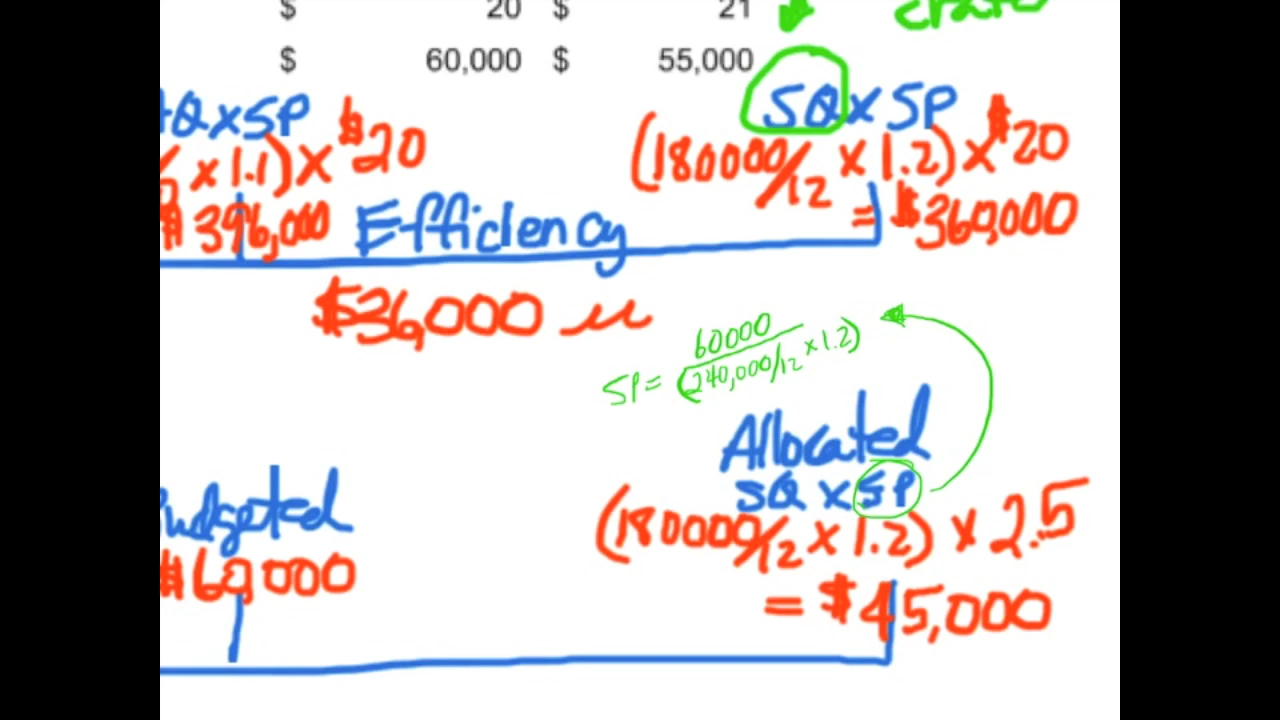 $ 20 $ 21
$ 60,000 $ 55,000
Q x SP
SQ x SP
x 1.1) x $20
(180000/12 x 1.2) x $20
$396,000
= $360,000
Efficiency
$36,000 u
SP = 60000
(240,000/12 x 1.2)
Allocated
SQ x SP
udgeted
(180000/12 x 1.2) x 2.5
$60,000
= $45,000